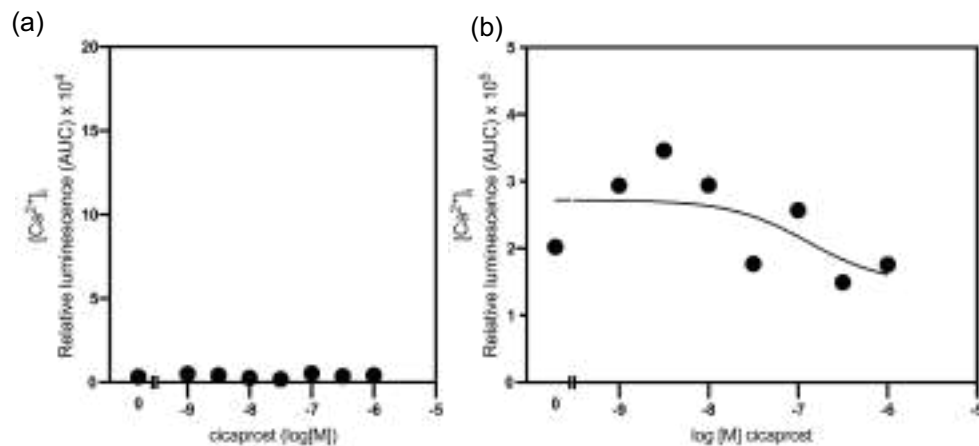 (a)
[Ca²⁺]ᵢ
Relative luminescence (AUC) x 10⁴
20
15
10
5
0
0 -9 -8 -7 -6 -5
cicaprost (log[M])
(b)
[Ca²⁺]ᵢ
Relative luminescence (AUC) x 10⁵
5
4
3
2
1
0
0 -9 -8 -7 -6 -5
log [M] cicaprost